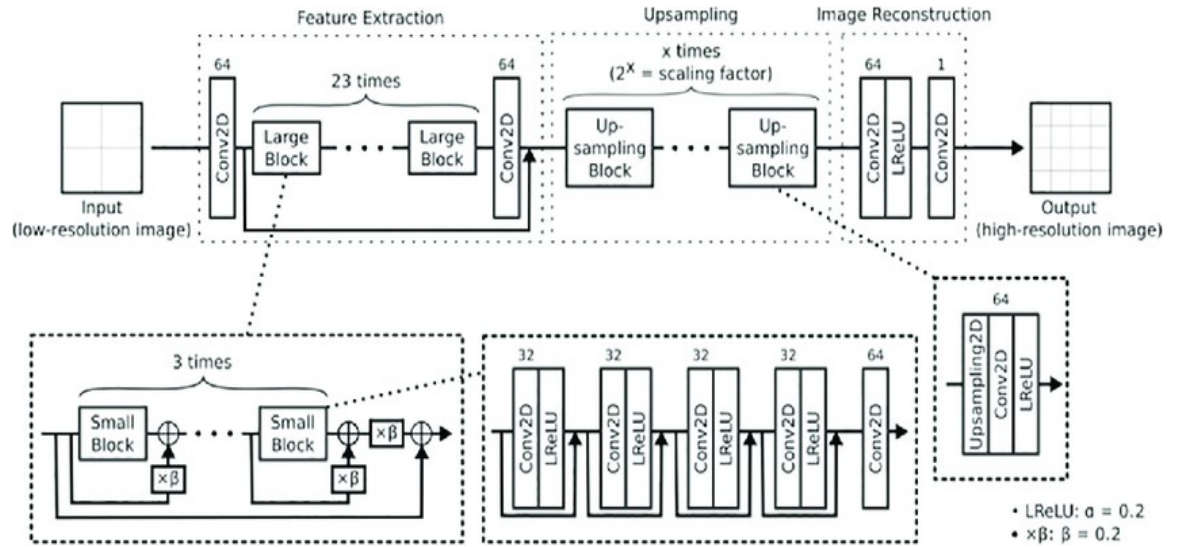 Feature Extraction
Upsampling
Image Reconstruction
64
23 times
64
x times
(2^x = scaling factor)
64
1
Conv2D
Large
Block
Large
Block
Conv2D
Up-
sampling
Block
Up-
sampling
Block
Conv2D
LReLU
Conv2D
Input
(low-resolution image)
Output
(high-resolution image)
3 times
Small
Block
Small
Block
×β
×β
×β
32
32
32
32
64
Conv2D
LReLU
Conv2D
LReLU
Conv2D
LReLU
Conv2D
LReLU
Conv2D
64
Upsampling2D
Conv2D
LReLU
• LReLU: α = 0.2
• ×β: β = 0.2